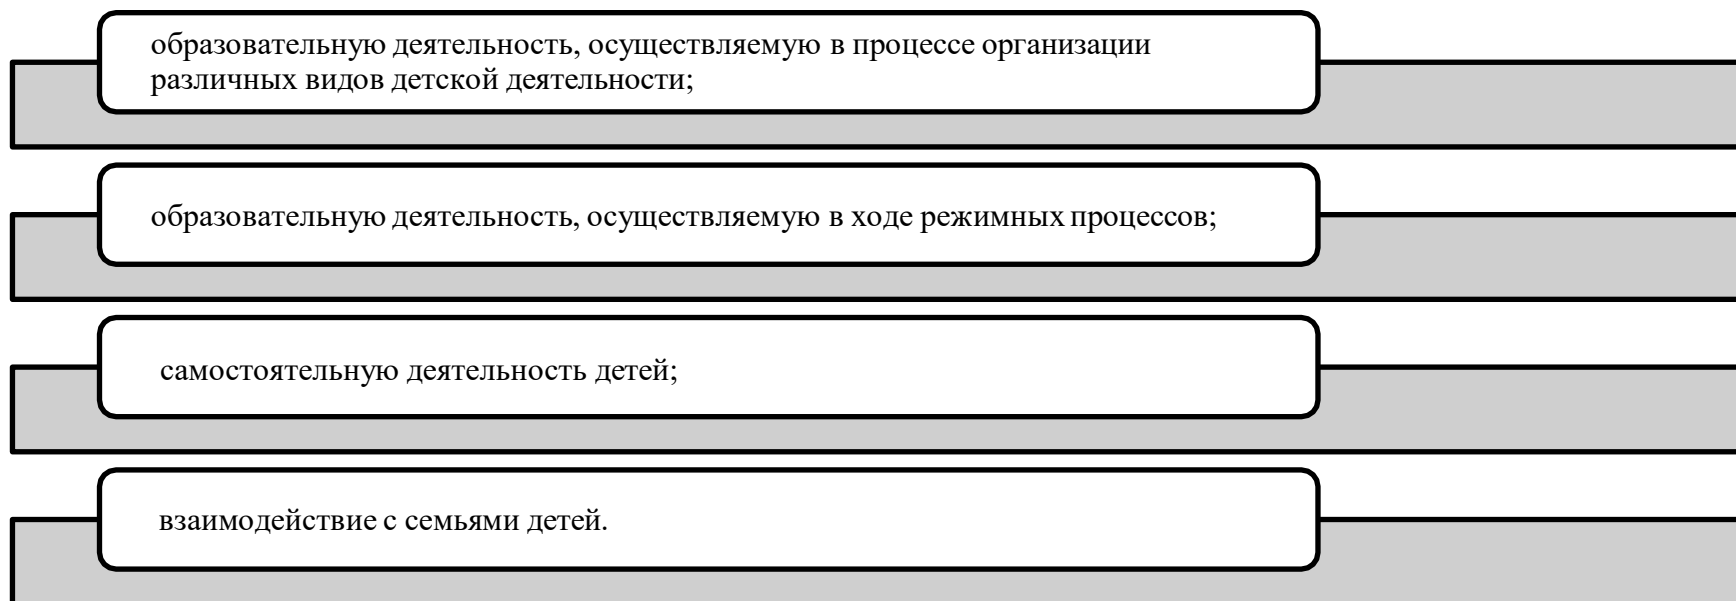 образовательную деятельность, осуществляемую в процессе организации
различных видов детской деятельности;
образовательную деятельность, осуществляемую в ходе режимных процессов;
самостоятельную деятельность детей;
взаимодействие с семьями детей.